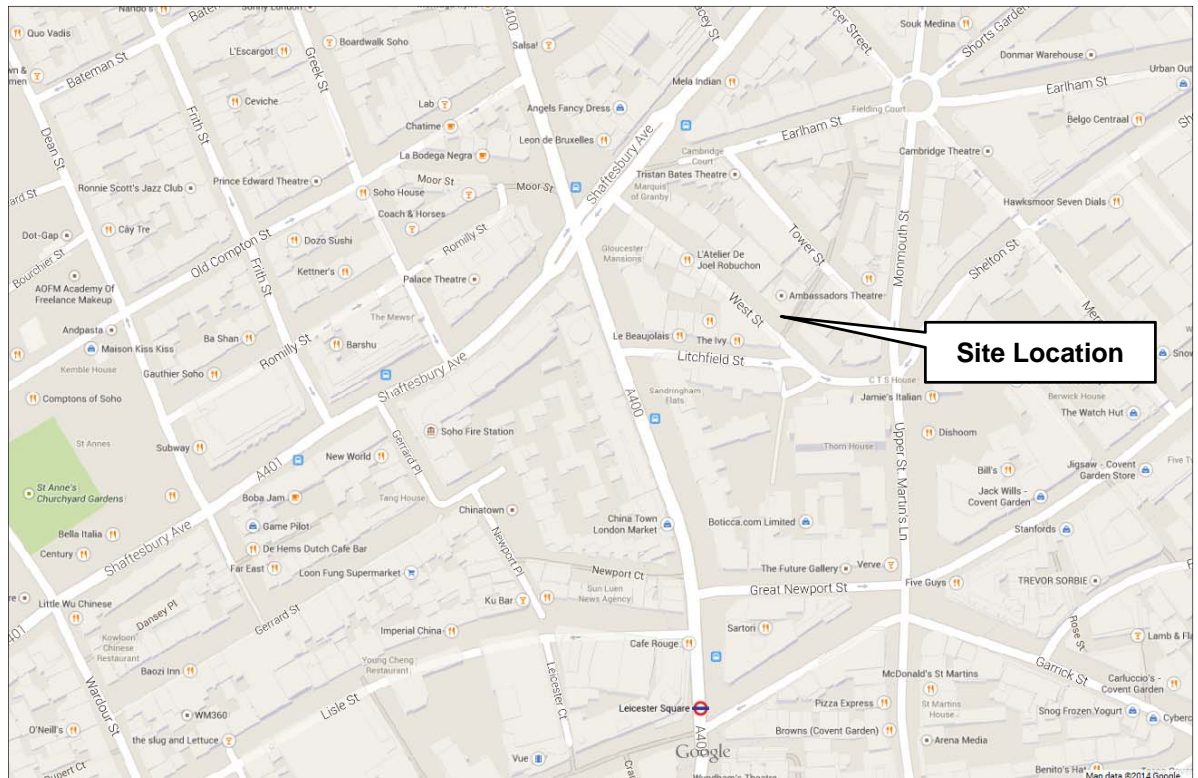 Nando's
Quo Vadis
Bateman St
L'Escargot
Boardwalk Soho
Greek St
Ceviche
Frith St
Dean St
Salsa!
A400
Lab
Angels Fancy Dress
Chatime
Leon de Bruxelles
La Bodega Negra
Moor St
Moor St
Shaftesbury Ave
Mela Indian
Mercer Street
Souk Medina
Shorts Gardens
Donmar Warehouse
Urban Out
Earlham St
Fielding Court
Belgo Centraal
Earlham St
Cambridge
Court
Cambridge Theatre
Tristan Bates Theatre
Marquis
of Granby
Ronnie Scott's Jazz Club
Prince Edward Theatre
Soho House
Coach & Horses
Hawksmoor Seven Dials
Dot-Gap
Cây Tre
Old Compton St
Dozo Sushi
Romilly St
Bourchier St
Kettner's
Palace Theatre
Gloucester
Mansions
L'Atelier De
Joel Robuchon
Tower St
Monmouth St
Shelton St
AOFM Academy Of
Freelance Makeup
Frith St
The Mews
West St
Ambassadors Theatre
Andpasta
Maison Kiss Kiss
Ba Shan
Romilly St
Barshu
Le Beaujolais
The Ivy
Litchfield St
Site Location
Kemble House
Gauthier Soho
Shaftesbury Ave
C T S House
Comptons of Soho
Sandringham
Flats
A400
Jamie's Italian
Berwick House
The Watch Hut
St Annes
Subway
Soho Fire Station
Gerrard Pl
Thorn House
Upper St. Martin's Ln
Dishoom
New World
A401
Bill's
Jigsaw - Covent
Garden Store
St Anne's
Churchyard Gardens
Boba Jam
Tang House
Chinatown
Jack Wills -
Covent Garden
Game Pilot
China Town
London Market
Boticca.com Limited
Stanfords
Bella Italia
Century
Shaftesbury Ave
De Hems Dutch Cafe Bar
Newport Pl
Far East
Loon Fung Supermarket
Newport Ct
The Future Gallery
Verve
Great Newport St
Five Guys
TREVOR SORBIE
Little Wu Chinese
Dansey Pl
Ku Bar
Sun Luen
News Agency
Gerrard St
Imperial China
Sartori
Rose St
Lamb & Fl
Kowloon
Chinese
Restaurant
Cafe Rouge
Baozi Inn
Young Cheng
Restaurant
Leicester Ct
Garrick St
McDonald's St Martins
Carluccio's -
Covent Garden
Wardour St
Lisle St
Leicester Square
Pizza Express
St Martins
House
Snog Frozen Yogurt
WM360
O'Neill's
the slug and Lettuce
Google
Browns (Covent Garden)
Arena Media
Vue
Rupert Ct
Wyndham's Theatre
Benito's Hat
Map data ©2014 Google